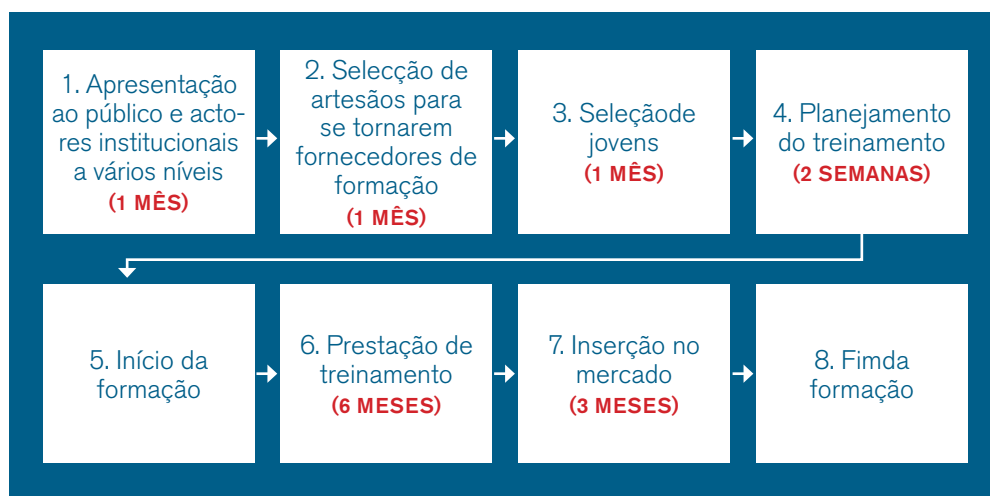 1. Apresentação
ao público e acto-
res institucionais
a vários níveis
(1 MÊS)
2. Selecção de
artesãos para
se tornarem
fornecedores de
formação
(1 MÊS)
3. Seleçãode
jovens
(1 MÊS)
4. Planejamento
do treinamento
(2 SEMANAS)
5. Início da
formação
6. Prestação de
treinamento
(6 MESES)
7. Inserção no
mercado
(3 MESES)
8. Fimda
formação